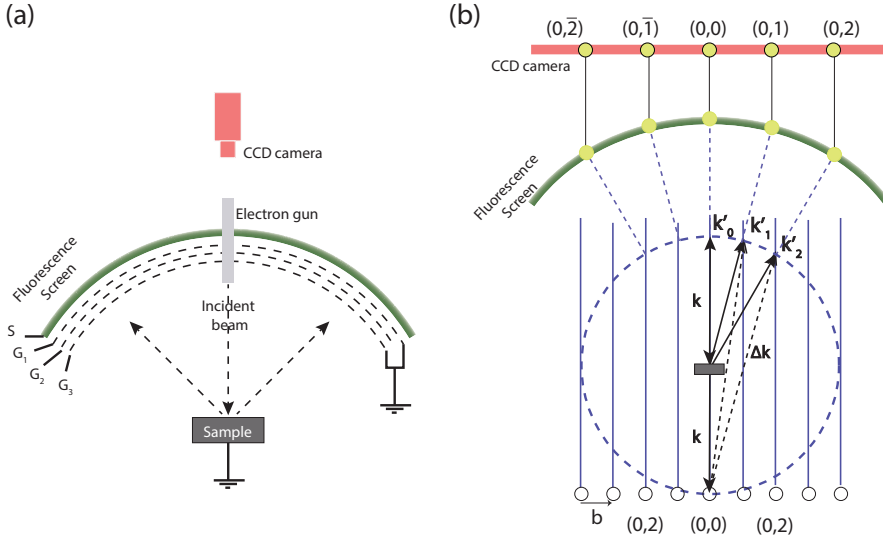 (a)
CCD camera
Electron gun
Fluorescence
Screen
Incident
beam
S
G₁
G₂
G₃
Sample
(b)
(0,2̅) (0,1̅) (0,0) (0,1) (0,2)
CCD camera
Fluorescence
Screen
k′₀ k′₁
k′₂
k
Δk
k
b
(0,2) (0,0) (0,2)